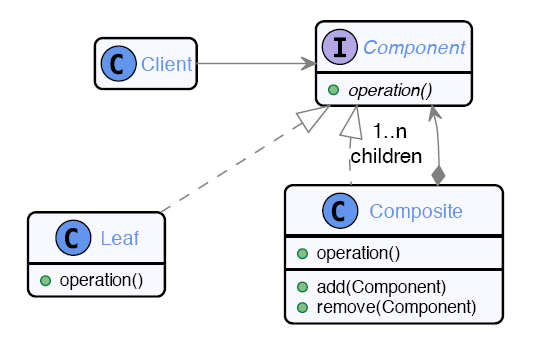 C Client
I Component
operation()
1..n
children
C Leaf
operation()
C Composite
operation()
add(Component)
remove(Component)